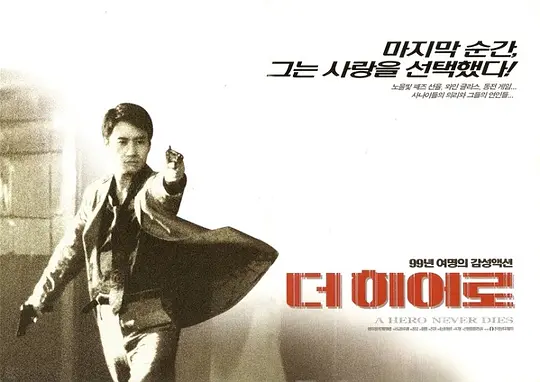 마지막 순간,
그는 사랑을 선택했다!
노을빛 째즈 선율, 와인 글라스, 동전 게임...
사나이들의 의리와 그들의 연인들...
99년 여명의 감성액션
더 히어로
A HERO NEVER DIES